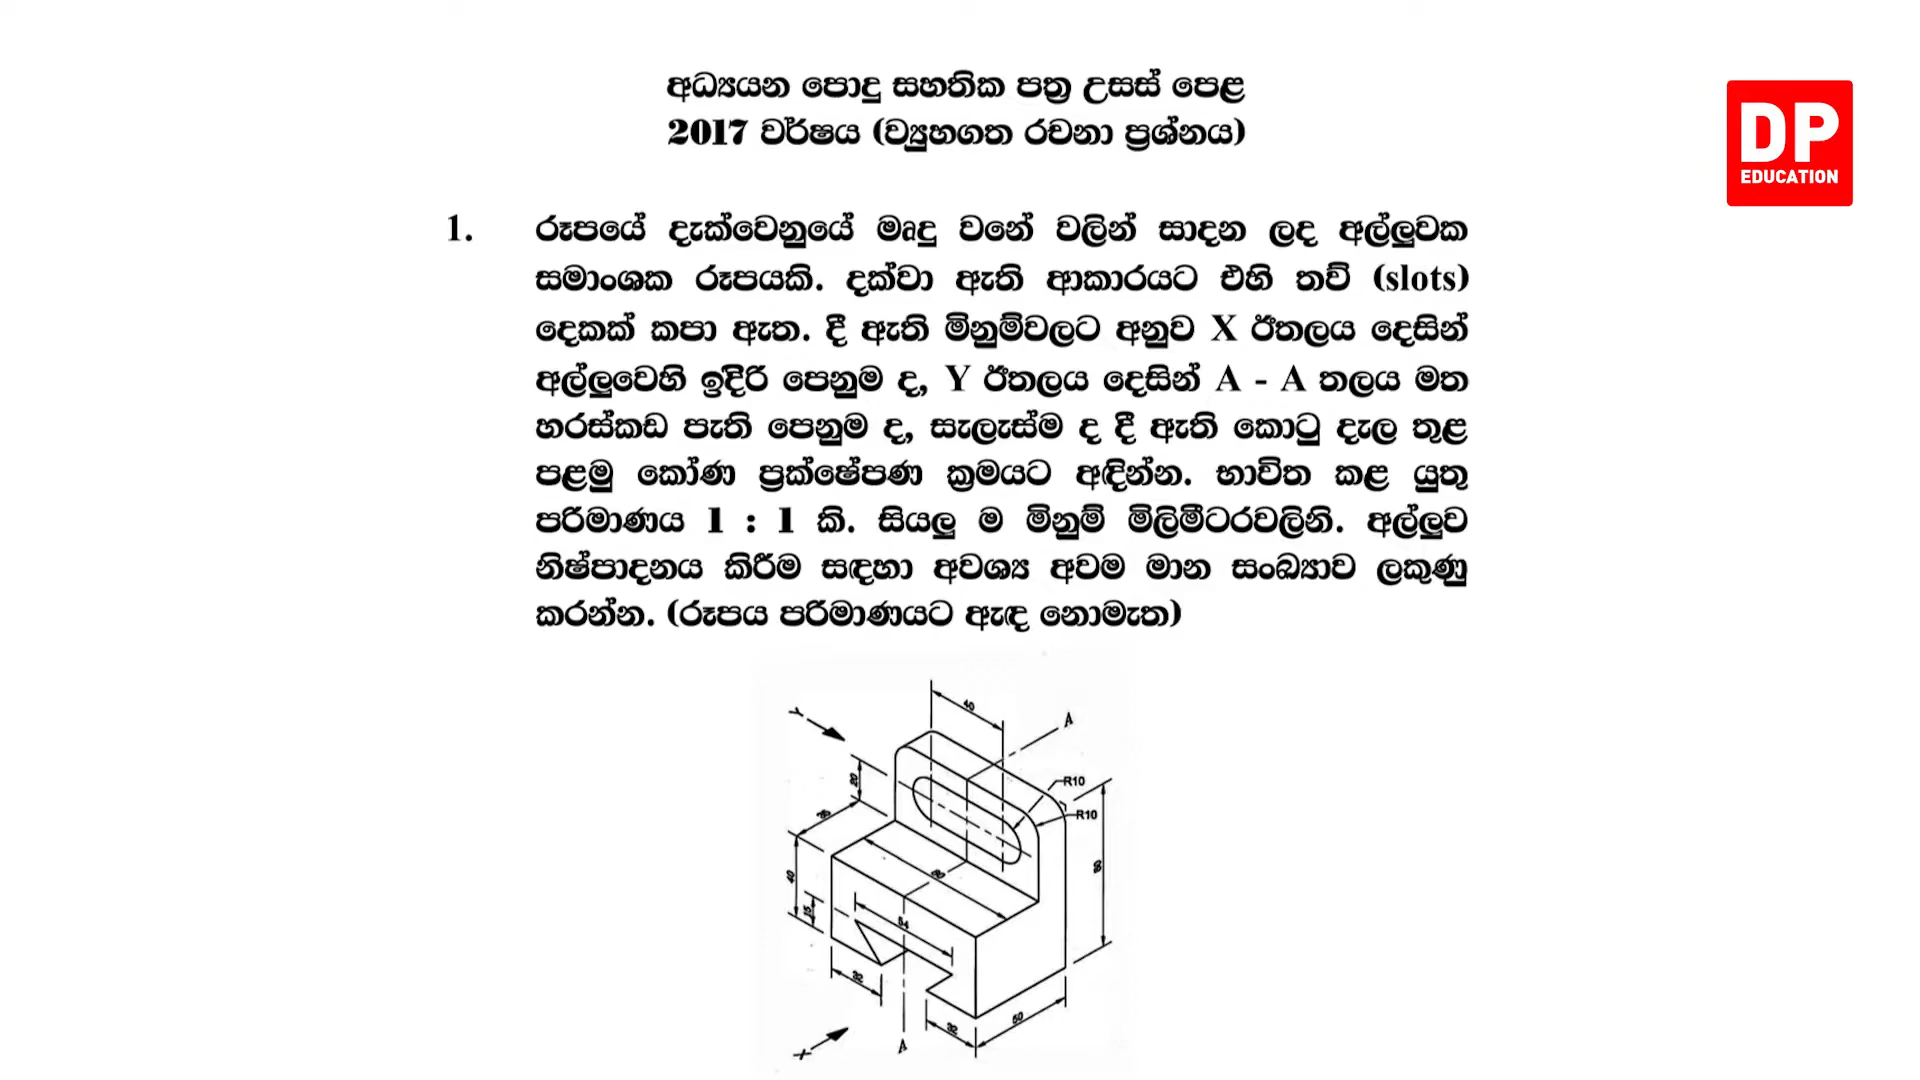 අධ්‍යයන පොදු සහතික පත්‍ර උසස් පෙළ
2017 වර්ෂය (ව්‍යුහගත රචනා ප්‍රශ්නය)
DP
EDUCATION
1. රූපයේ දැක්වෙනුයේ මෘදු වානේ වලින් සාදන ලද අල්ලුවක
සමාංශක රූපයකි. දක්වා ඇති ආකාරයට එහි තව් (slots)
දෙකක් කපා ඇත. දී ඇති මිනුම්වලට අනුව X ඊතලය දෙසින්
අල්ලුවෙහි ඉදිරි පෙනුම ද, Y ඊතලය දෙසින් A - A තලය මත
හරස්කඩ පැති පෙනුම ද, සැලැස්ම ද දී ඇති කොටු දැල තුළ
පළමු කෝණ ප්‍රක්ෂේපණ ක්‍රමයට අඳින්න. භාවිත කළ යුතු
පරිමාණය 1 : 1 කි. සියලු ම මිනුම් මිලිමීටරවලිනි. අල්ලුව
නිෂ්පාදනය කිරීම සඳහා අවශ්‍ය අවම මාන සංඛ්‍යාව ලකුණු
කරන්න. (රූපය පරිමාණයට ඇඳ නොමැත)
40
Y
A
20
R10
R10
40
15
54
80
32
32
50
A
X